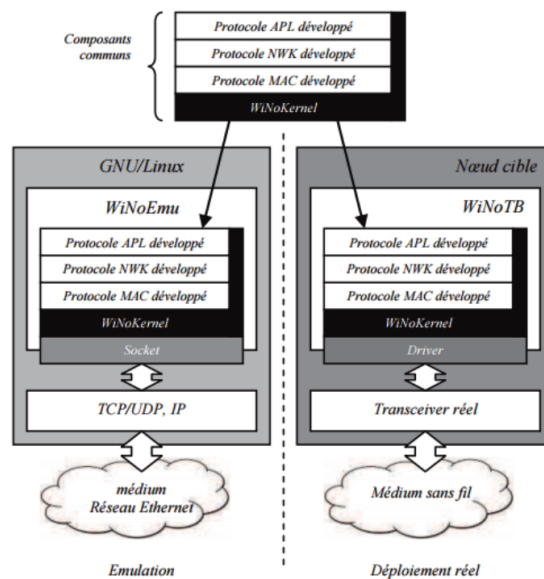 Composants
communs
Protocole APL développé
Protocole NWK développé
Protocole MAC développé
WiNoKernel
GNU/Linux
WiNoEmu
Protocole APL développé
Protocole NWK développé
Protocole MAC développé
WiNoKernel
Socket
TCP/UDP, IP
médium
Réseau Ethernet
Emulation
Nœud cible
WiNoTB
Protocole APL développé
Protocole NWK développé
Protocole MAC développé
WiNoKernel
Driver
Transceiver réel
Médium sans fil
Déploiement réel